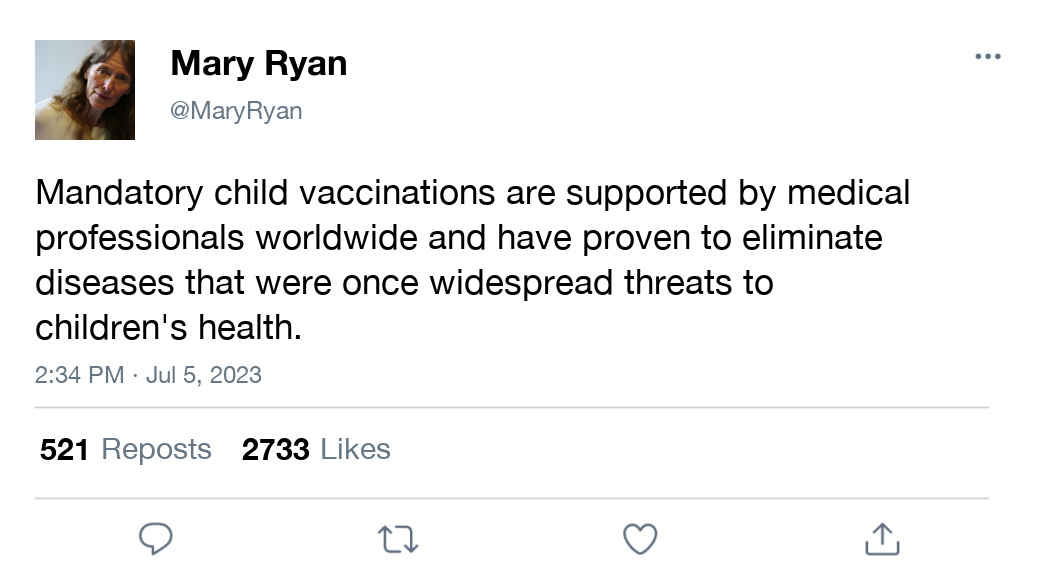 Mary Ryan
@MaryRyan
Mandatory child vaccinations are supported by medical
professionals worldwide and have proven to eliminate
diseases that were once widespread threats to
children's health.
2:34 PM · Jul 5, 2023
521 Reposts 2733 Likes